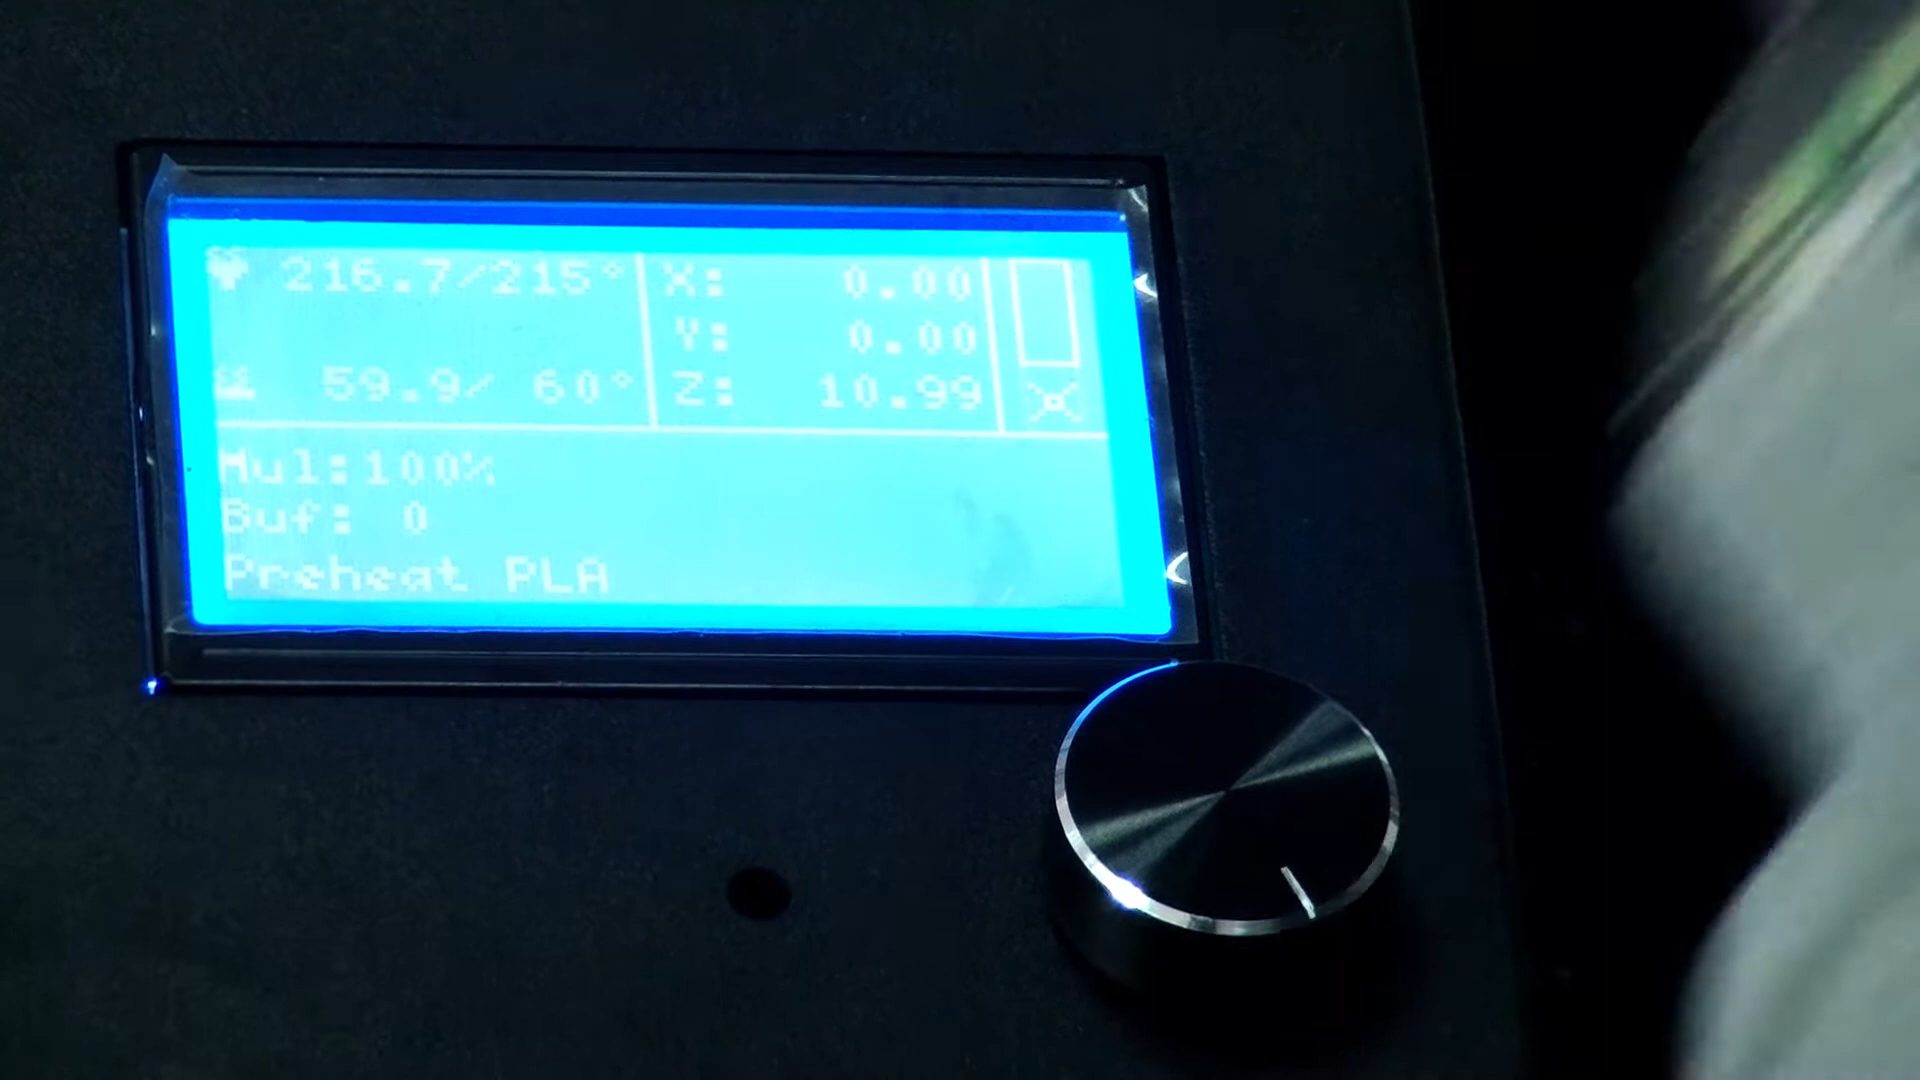 216.7/215° X: 0.00
Y: 0.00
59.9/ 60° Z: 10.99
Mul:100%
Buf: 0
Preheat PLA